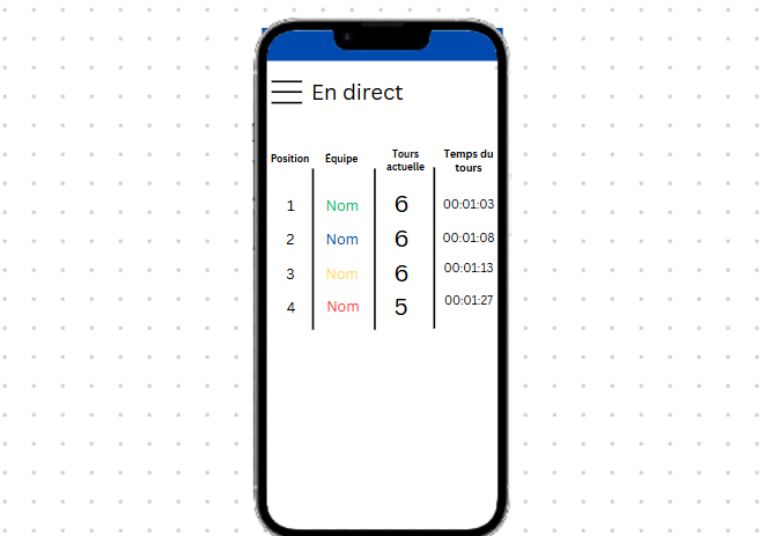 En direct
Position Équipe Tours actuelle Temps du tours
1 Nom 6 00:01:03
2 Nom 6 00:01:08
3 Nom 6 00:01:13
4 Nom 5 00:01:27